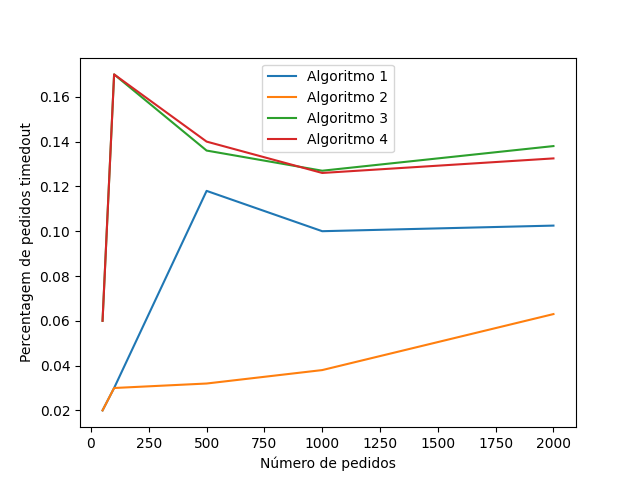 Algoritmo 1
Algoritmo 2
Algoritmo 3
Algoritmo 4
Percentagem de pedidos timedout
0.16
0.14
0.12
0.10
0.08
0.06
0.04
0.02
0 250 500 750 1000 1250 1500 1750 2000
Número de pedidos